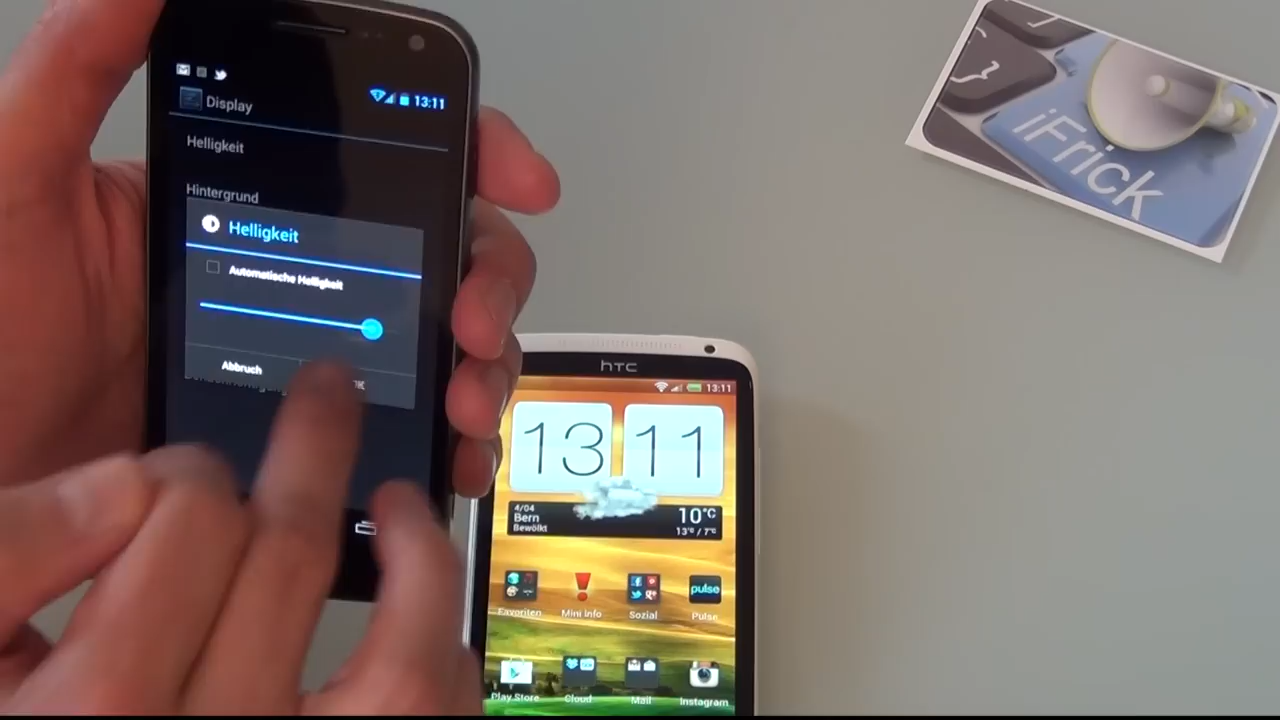 13:11
Display
Helligkeit
Hintergrund
Helligkeit
Automatische Helligkeit
Abbruch
OK
iFrick
hTC
13:11
13 11
4/04
Bern
Bewölkt
10°C
13° / 7°
Favoriten
Mini Info
Sozial
Pulse
pulse
Play Store
Cloud
Mail
Instagram